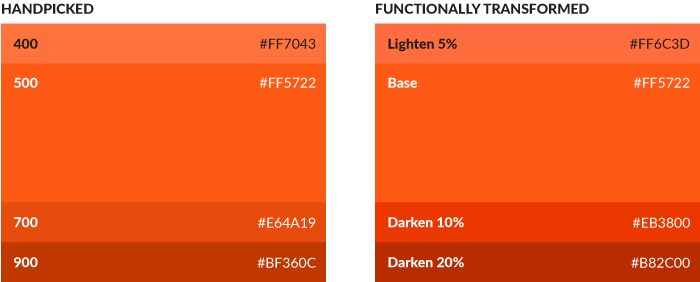 HANDPICKED
400 #FF7043
500 #FF5722
700 #E64A19
900 #BF360C
FUNCTIONALLY TRANSFORMED
Lighten 5% #FF6C3D
Base #FF5722
Darken 10% #EB3800
Darken 20% #B82C00